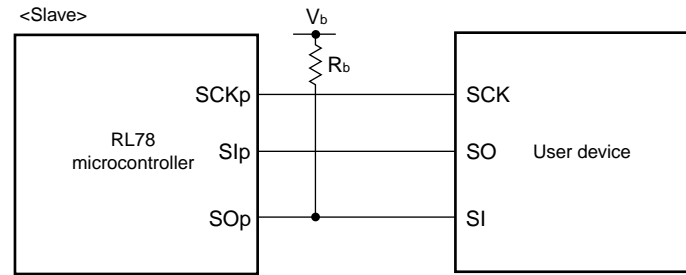 <Slave>
Vb
Rb
SCKp
SCK
RL78
microcontroller
SIp
SO
User device
SOp
SI